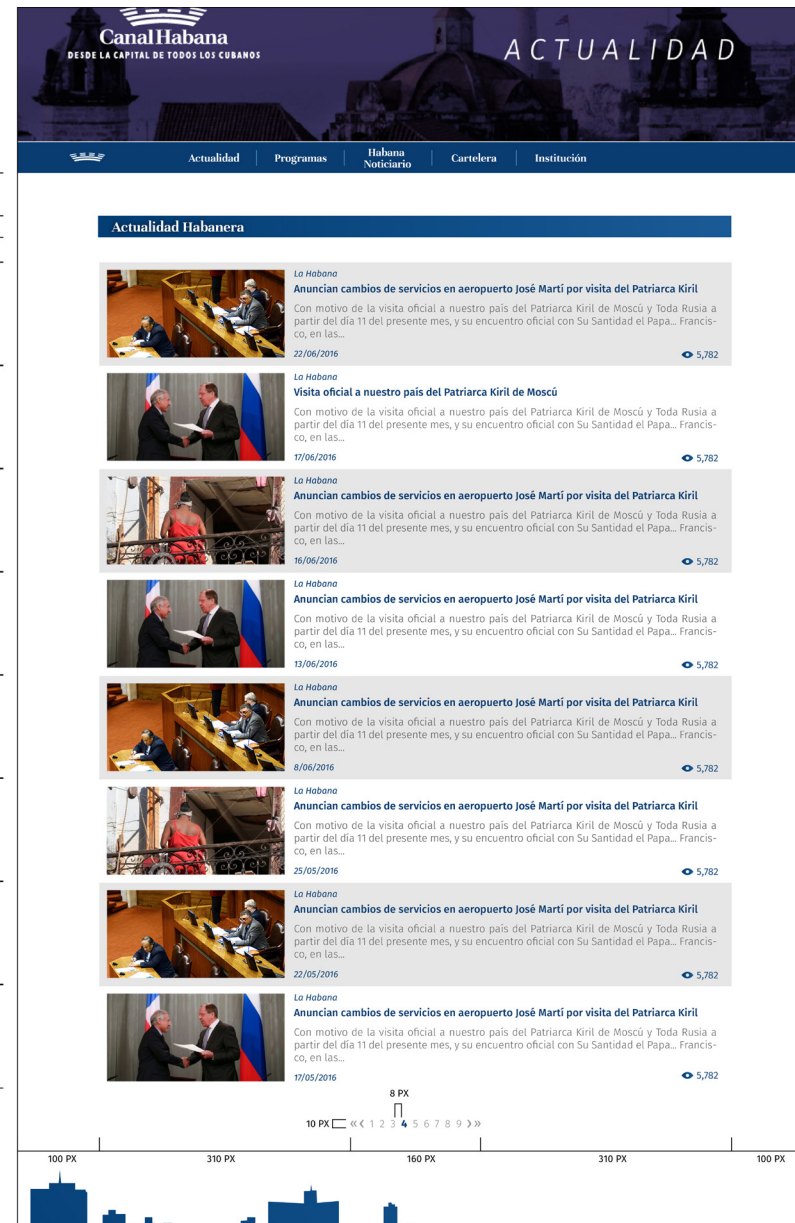 CanalHabana
DESDE LA CAPITAL DE TODOS LOS CUBANOS
ACTUALIDAD
Actualidad
Programas
Habana
Noticiario
Cartelera
Institución
Actualidad Habanera
La Habana
Anuncian cambios de servicios en aeropuerto José Martí por visita del Patriarca Kiril
Con motivo de la visita oficial a nuestro país del Patriarca Kiril de Moscú y Toda Rusia a
partir del día 11 del presente mes, y su encuentro oficial con Su Santidad el Papa... Francis-
co, en las...
22/06/2016 5,782
La Habana
Visita oficial a nuestro país del Patriarca Kiril de Moscú
Con motivo de la visita oficial a nuestro país del Patriarca Kiril de Moscú y Toda Rusia a
partir del día 11 del presente mes, y su encuentro oficial con Su Santidad el Papa... Francis-
co, en las...
17/06/2016 5,782
La Habana
Anuncian cambios de servicios en aeropuerto José Martí por visita del Patriarca Kiril
Con motivo de la visita oficial a nuestro país del Patriarca Kiril de Moscú y Toda Rusia a
partir del día 11 del presente mes, y su encuentro oficial con Su Santidad el Papa... Francis-
co, en las...
16/06/2016 5,782
La Habana
Anuncian cambios de servicios en aeropuerto José Martí por visita del Patriarca Kiril
Con motivo de la visita oficial a nuestro país del Patriarca Kiril de Moscú y Toda Rusia a
partir del día 11 del presente mes, y su encuentro oficial con Su Santidad el Papa... Francis-
co, en las...
13/06/2016 5,782
La Habana
Anuncian cambios de servicios en aeropuerto José Martí por visita del Patriarca Kiril
Con motivo de la visita oficial a nuestro país del Patriarca Kiril de Moscú y Toda Rusia a
partir del día 11 del presente mes, y su encuentro oficial con Su Santidad el Papa... Francis-
co, en las...
8/06/2016 5,782
La Habana
Anuncian cambios de servicios en aeropuerto José Martí por visita del Patriarca Kiril
Con motivo de la visita oficial a nuestro país del Patriarca Kiril de Moscú y Toda Rusia a
partir del día 11 del presente mes, y su encuentro oficial con Su Santidad el Papa... Francis-
co, en las...
25/05/2016 5,782
La Habana
Anuncian cambios de servicios en aeropuerto José Martí por visita del Patriarca Kiril
Con motivo de la visita oficial a nuestro país del Patriarca Kiril de Moscú y Toda Rusia a
partir del día 11 del presente mes, y su encuentro oficial con Su Santidad el Papa... Francis-
co, en las...
22/05/2016 5,782
La Habana
Anuncian cambios de servicios en aeropuerto José Martí por visita del Patriarca Kiril
Con motivo de la visita oficial a nuestro país del Patriarca Kiril de Moscú y Toda Rusia a
partir del día 11 del presente mes, y su encuentro oficial con Su Santidad el Papa... Francis-
co, en las...
17/05/2016 5,782
8 PX
10 PX « ‹ 1 2 3 4 5 6 7 8 9 › »
100 PX 310 PX 160 PX 310 PX 100 PX